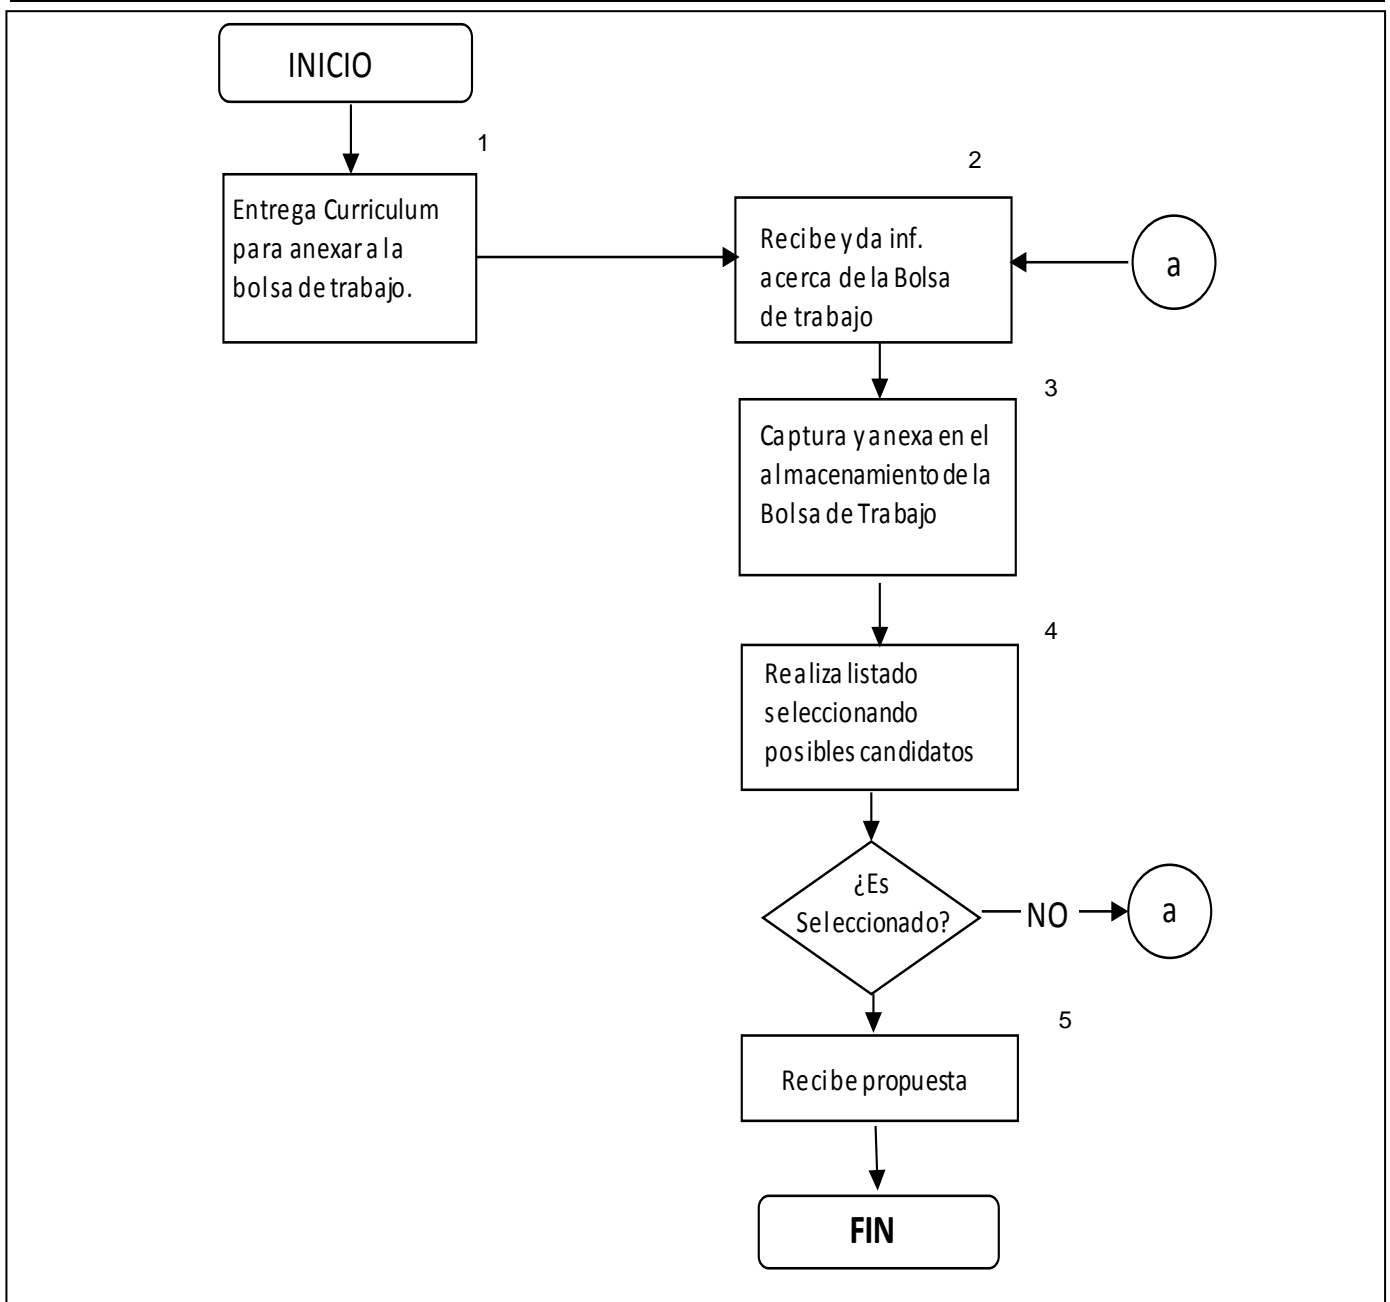 INICIO
1
Entrega Curriculum
para anexar a la
bolsa de trabajo.
2
Recibe y da inf.
acerca de la Bolsa
de trabajo
a
3
Captura y anexa en el
almacenamiento de la
Bolsa de Trabajo
4
Realiza listado
seleccionando
posibles candidatos
¿Es
Seleccionado?
NO
a
5
Recibe propuesta
FIN